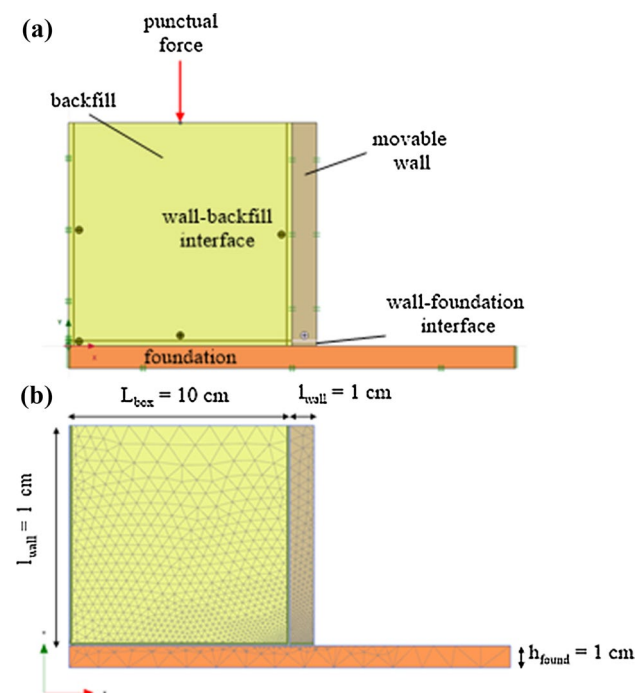 (a)
punctual
force
backfill
movable
wall
wall-backfill
interface
wall-foundation
interface
foundation
(b)
L_box = 10 cm
l_wall = 1 cm
l_wall = 1 cm
h_found = 1 cm